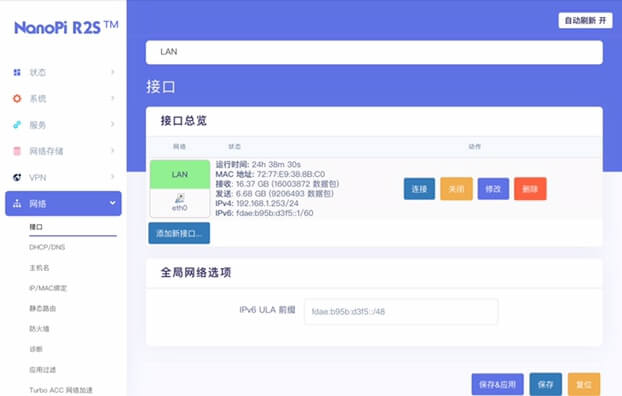 NanoPi R2S™
自动刷新 开
LAN
接口
状态
系统
服务
网络存储
VPN
网络
接口
DHCP/DNS
主机名
IP/MAC绑定
静态路由
防火墙
诊断
应用过滤
Turbo ACC 网络加速
接口总览
网络
状态
动作
LAN
eth0
运行时间: 24h 38m 30s
MAC 地址: 72:77:E9:38:8B:C0
接收: 16.37 GB (16003872 数据包)
发送: 6.68 GB (9206493 数据包)
IPv4: 192.168.1.253/24
IPv6: fdae:b95b:d3f5::1/60
连接
关闭
修改
删除
添加新接口...
全局网络选项
IPv6 ULA 前缀
fdae:b95b:d3f5::/48
保存&应用
保存
复位